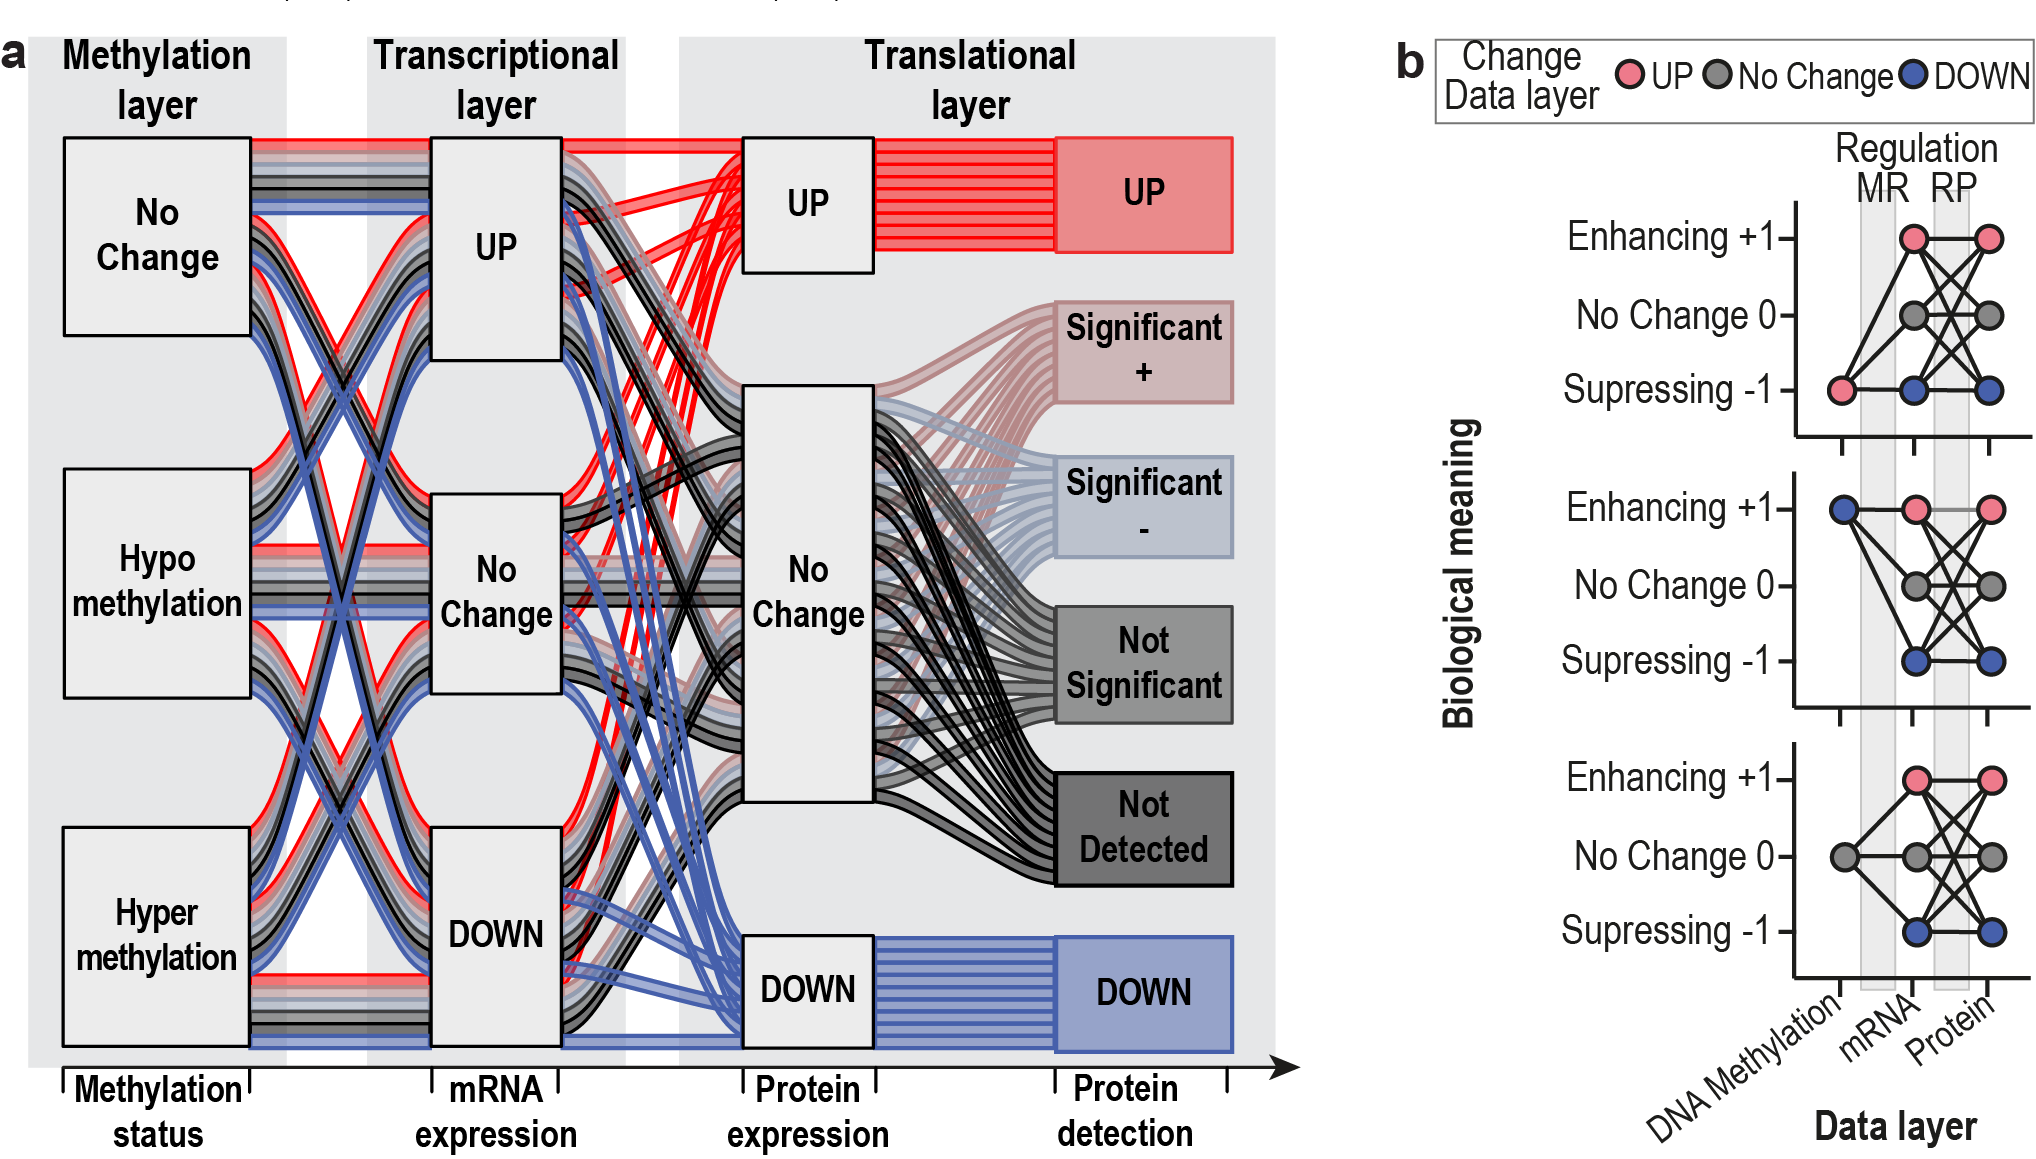 a
Methylation
layer
Transcriptional
layer
Translational
layer
No
Change
Hypo
methylation
Hyper
methylation
UP
No
Change
DOWN
UP
No
Change
DOWN
UP
Significant
+
Significant
-
Not
Significant
Not
Detected
DOWN
Methylation
status
mRNA
expression
Protein
expression
Protein
detection
b
Change
Data layer
UP
No Change
DOWN
Regulation
MR RP
Biological meaning
Enhancing +1
No Change 0
Supressing -1
Enhancing +1
No Change 0
Supressing -1
Enhancing +1
No Change 0
Supressing -1
DNA Methylation
mRNA
Protein
Data layer